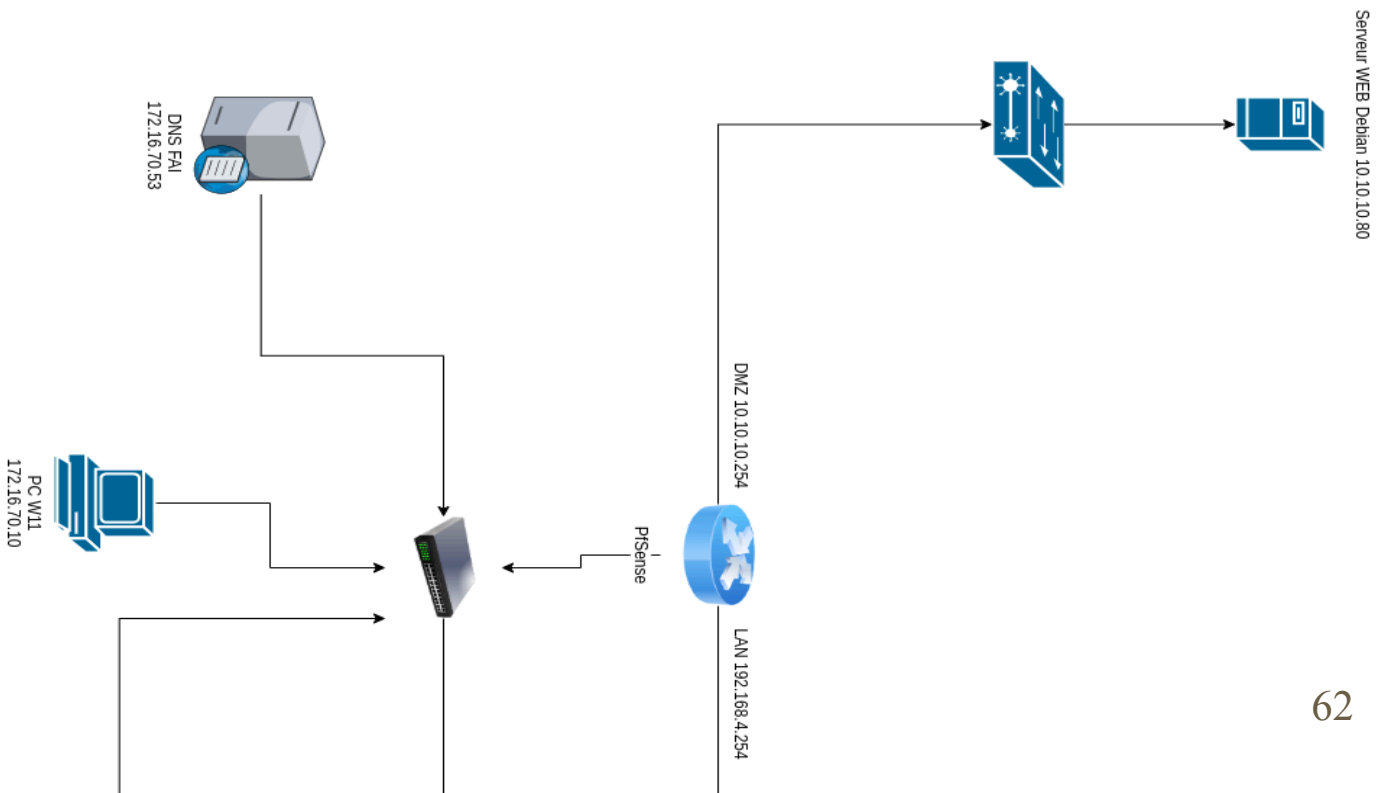 Serveur WEB Debian 10.10.10.80
DNS FAI
172.16.70.53
DMZ 10.10.10.254
PfSense
LAN 192.168.4.254
PC W11
172.16.70.10
62